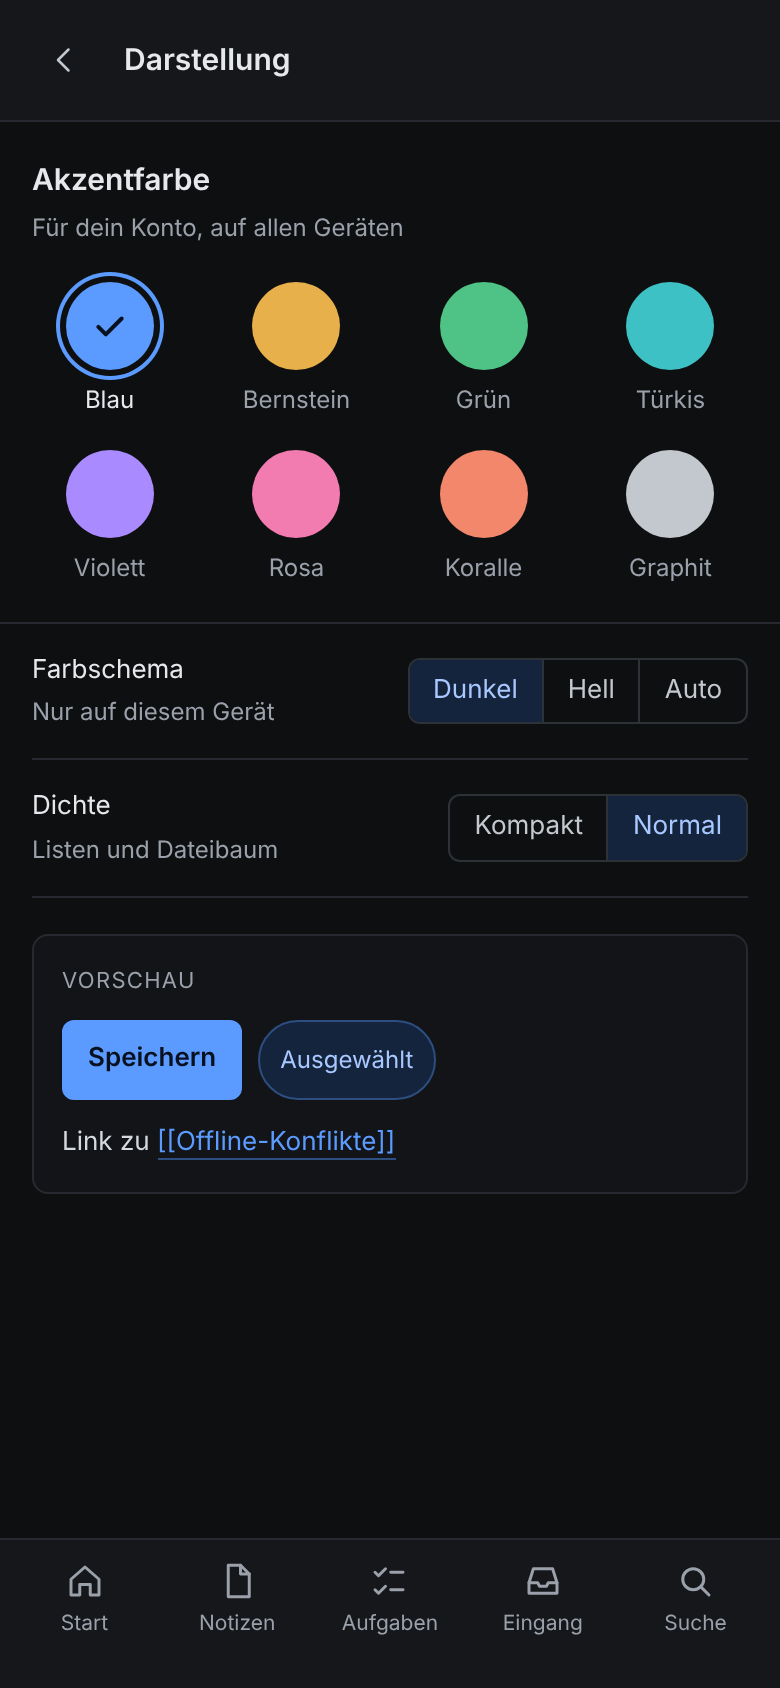 Darstellung
Akzentfarbe
Für dein Konto, auf allen Geräten
Blau
Bernstein
Grün
Türkis
Violett
Rosa
Koralle
Graphit
Farbschema
Nur auf diesem Gerät
Dunkel
Hell
Auto
Dichte
Listen und Dateibaum
Kompakt
Normal
VORSCHAU
Speichern
Ausgewählt
Link zu [[Offline-Konflikte]]
Start
Notizen
Aufgaben
Eingang
Suche